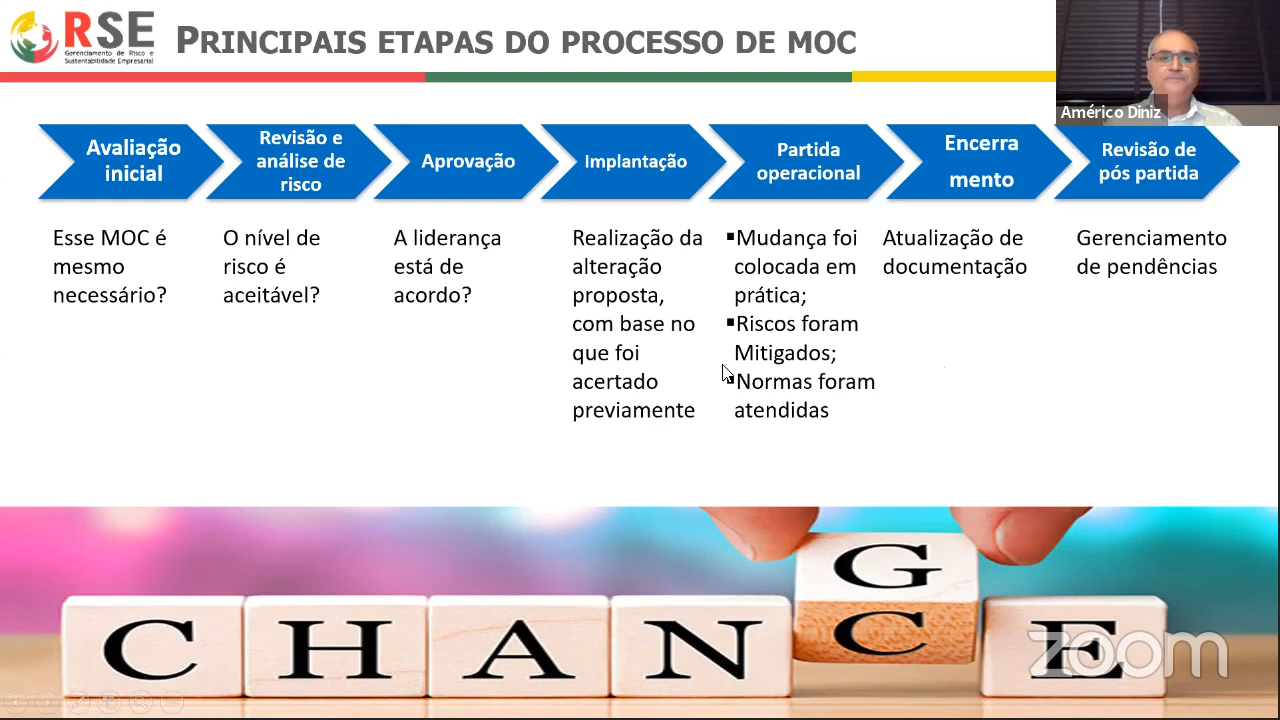 RSE
Gerenciamento de Risco e
Sustentabilidade Empresarial
PRINCIPAIS ETAPAS DO PROCESSO DE MOC
Américo Diniz
Avaliação
inicial
Revisão e
análise de
risco
Aprovação
Implantação
Partida
operacional
Encerra
mento
Revisão de
pós partida
Esse MOC é
mesmo
necessário?
O nível de
risco é
aceitável?
A liderança
está de
acordo?
Realização da
alteração
proposta,
com base no
que foi
acertado
previamente
▪Mudança foi
colocada em
prática;
▪Riscos foram
Mitigados;
▪Normas foram
atendidas
Atualização de
documentação
Gerenciamento
de pendências
G
C H A N C E
zoom